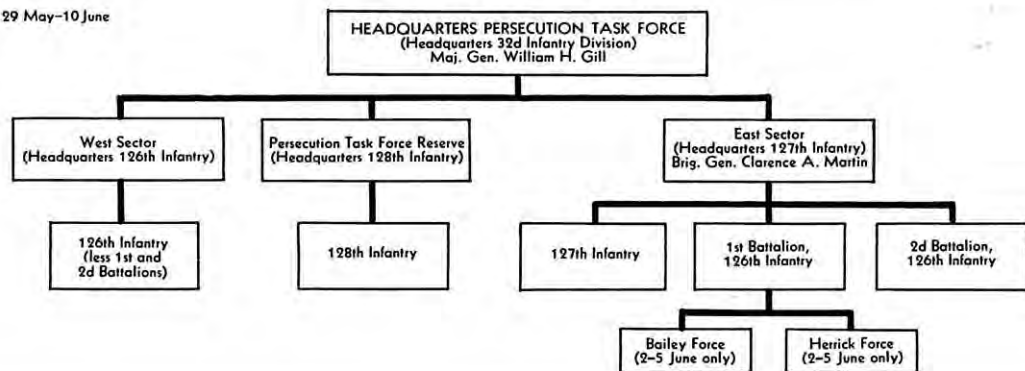 29 May-10 June
HEADQUARTERS PERSECUTION TASK FORCE
(Headquarters 32d Infantry Division)
Maj. Gen. William H. Gill
West Sector
(Headquarters 126th Infantry)
Persecution Task Force Reserve
(Headquarters 128th Infantry)
East Sector
(Headquarters 127th Infantry)
Brig. Gen. Clarence A. Martin
126th Infantry
(less 1st and
2d Battalions)
128th Infantry
127th Infantry
1st Battalion,
126th Infantry
2d Battalion,
126th Infantry
Bailey Force
(2-5 June only)
Herrick Force
(2-5 June only)